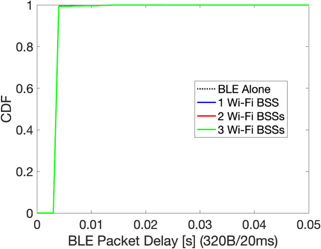 1
0.8
0.6
0.4
0.2
0
CDF
BLE Alone
1 Wi-Fi BSS
2 Wi-Fi BSSs
3 Wi-Fi BSSs
0 0.01 0.02 0.03 0.04 0.05
BLE Packet Delay [s] (320B/20ms)